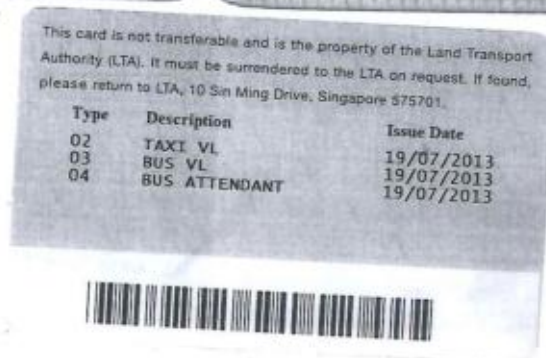 This card is not transferable and is the property of the Land Transport
Authority (LTA). It must be surrendered to the LTA on request. If found,
please return to LTA, 10 Sin Ming Drive, Singapore 575701.
Type Description Issue Date
02 TAXI VL 19/07/2013
03 BUS VL 19/07/2013
04 BUS ATTENDANT 19/07/2013